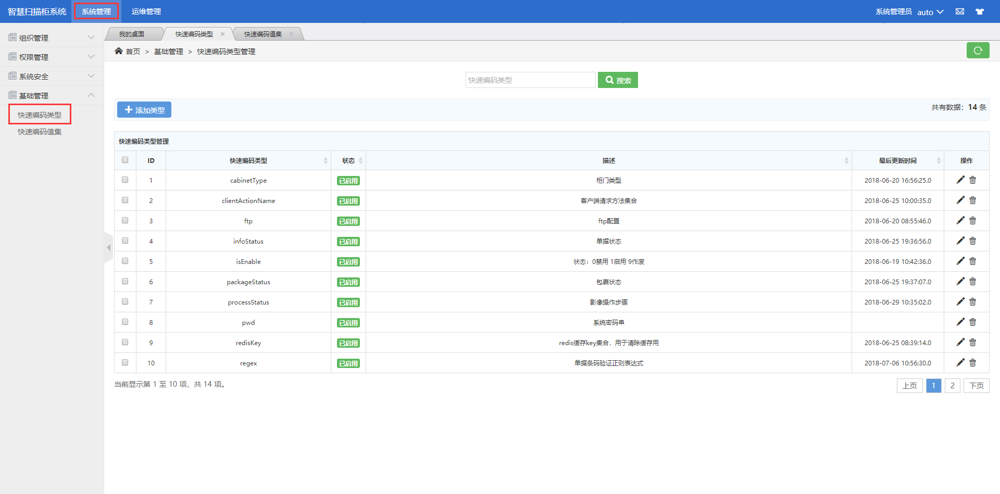 智慧扫描柜系统 系统管理 运维管理 系统管理员 auto
组织管理
权限管理
系统安全
基础管理
快速编码类型
快速编码值集
我的桌面 快速编码类型 × 快速编码值集 ×
首页 > 基础管理 > 快速编码类型管理
快速编码类型 搜索
添加类型 共有数据：14 条
快速编码类型管理
ID 快速编码类型 状态 描述 最后更新时间 操作
1 cabinetType 已启用 柜门类型 2018-06-20 16:56:25.0
2 clientActionName 已启用 客户端请求方法集合 2018-06-25 10:00:35.0
3 ftp 已启用 ftp配置 2018-06-20 08:55:46.0
4 infoStatus 已启用 单据状态 2018-06-25 19:36:56.0
5 isEnable 已启用 状态：0禁用 1启用 9作废 2018-06-19 10:42:36.0
6 packageStatus 已启用 包裹状态 2018-06-25 19:37:07.0
7 processStatus 已启用 影像操作步骤 2018-06-29 10:35:02.0
8 pwd 已启用 系统密码串
9 redisKey 已启用 redis缓存key集合，用于清除缓存用 2018-06-25 08:39:14.0
10 regex 已启用 单据条码验证正则表达式 2018-07-06 10:56:30.0
当前显示第 1 至 10 项，共 14 项。 上页 1 2 下页